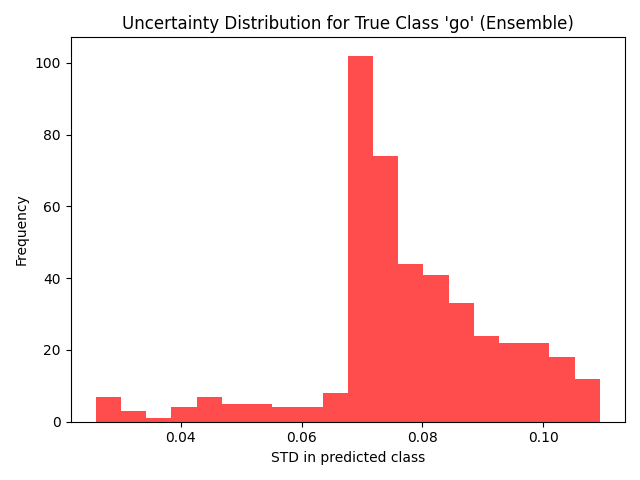 Uncertainty Distribution for True Class 'go' (Ensemble)
100
80
60
40
20
0
Frequency
0.04 0.06 0.08 0.10
STD in predicted class